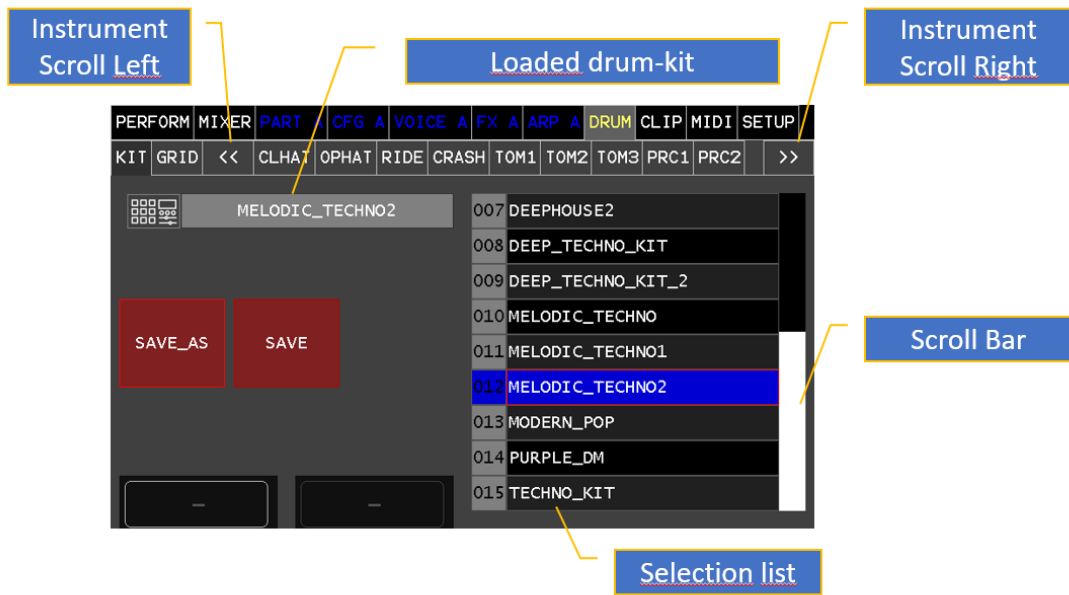 Instrument
Scroll Left
Loaded drum-kit
Instrument
Scroll Right
PERFORM MIXER PART A CFG A VOICE A FX A ARP A DRUM CLIP MIDI SETUP
KIT GRID << CLHAT OPHAT RIDE CRASH TOM1 TOM2 TOM3 PRC1 PRC2 >>
MELODIC_TECHNO2
007 DEEPHOUSE2
008 DEEP_TECHNO_KIT
009 DEEP_TECHNO_KIT_2
010 MELODIC_TECHNO
SAVE_AS SAVE
011 MELODIC_TECHNO1
012 MELODIC_TECHNO2
013 MODERN_POP
014 PURPLE_DM
015 TECHNO_KIT
– –
Scroll Bar
Selection list